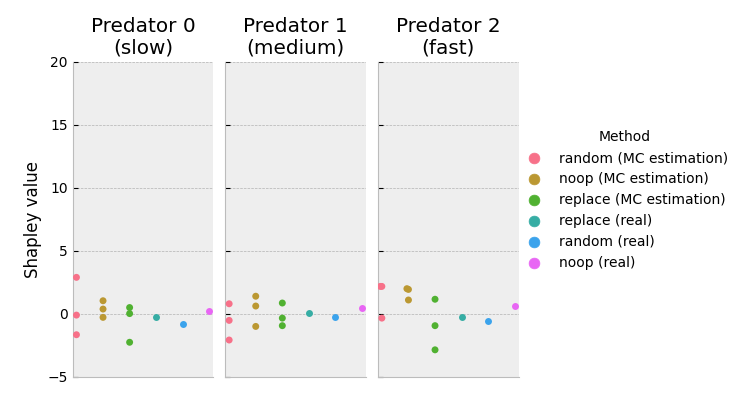 Predator 0
(slow)
Predator 1
(medium)
Predator 2
(fast)
20
15
10
5
0
−5
Shapley value
Method
random (MC estimation)
noop (MC estimation)
replace (MC estimation)
replace (real)
random (real)
noop (real)